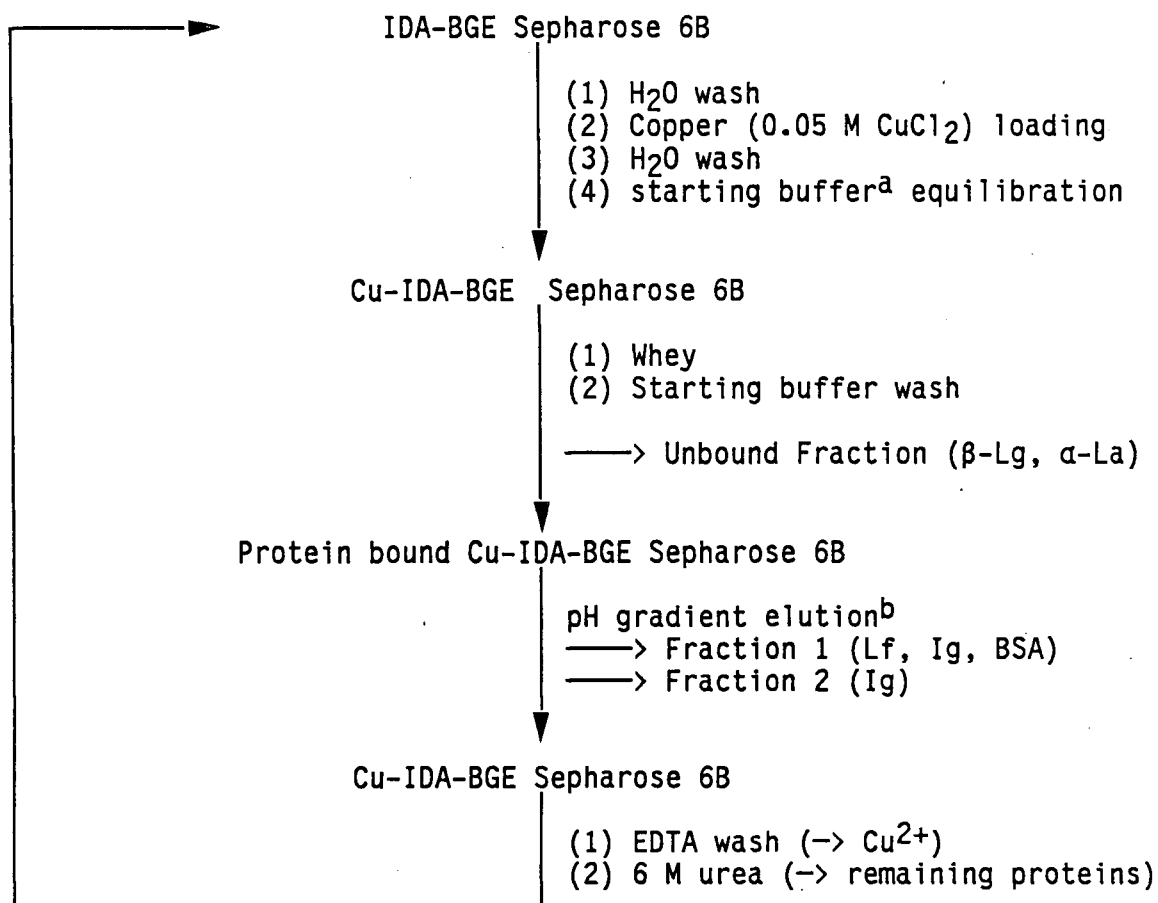 IDA-BGE Sepharose 6B
(1) H2O wash
(2) Copper (0.05 M CuCl2) loading
(3) H2O wash
(4) starting buffera equilibration
Cu-IDA-BGE Sepharose 6B
(1) Whey
(2) Starting buffer wash
—> Unbound Fraction (β-Lg, α-La)
Protein bound Cu-IDA-BGE Sepharose 6B
pH gradient elutionb
—> Fraction 1 (Lf, Ig, BSA)
—> Fraction 2 (Ig)
Cu-IDA-BGE Sepharose 6B
(1) EDTA wash (-> Cu2+)
(2) 6 M urea (-> remaining proteins)